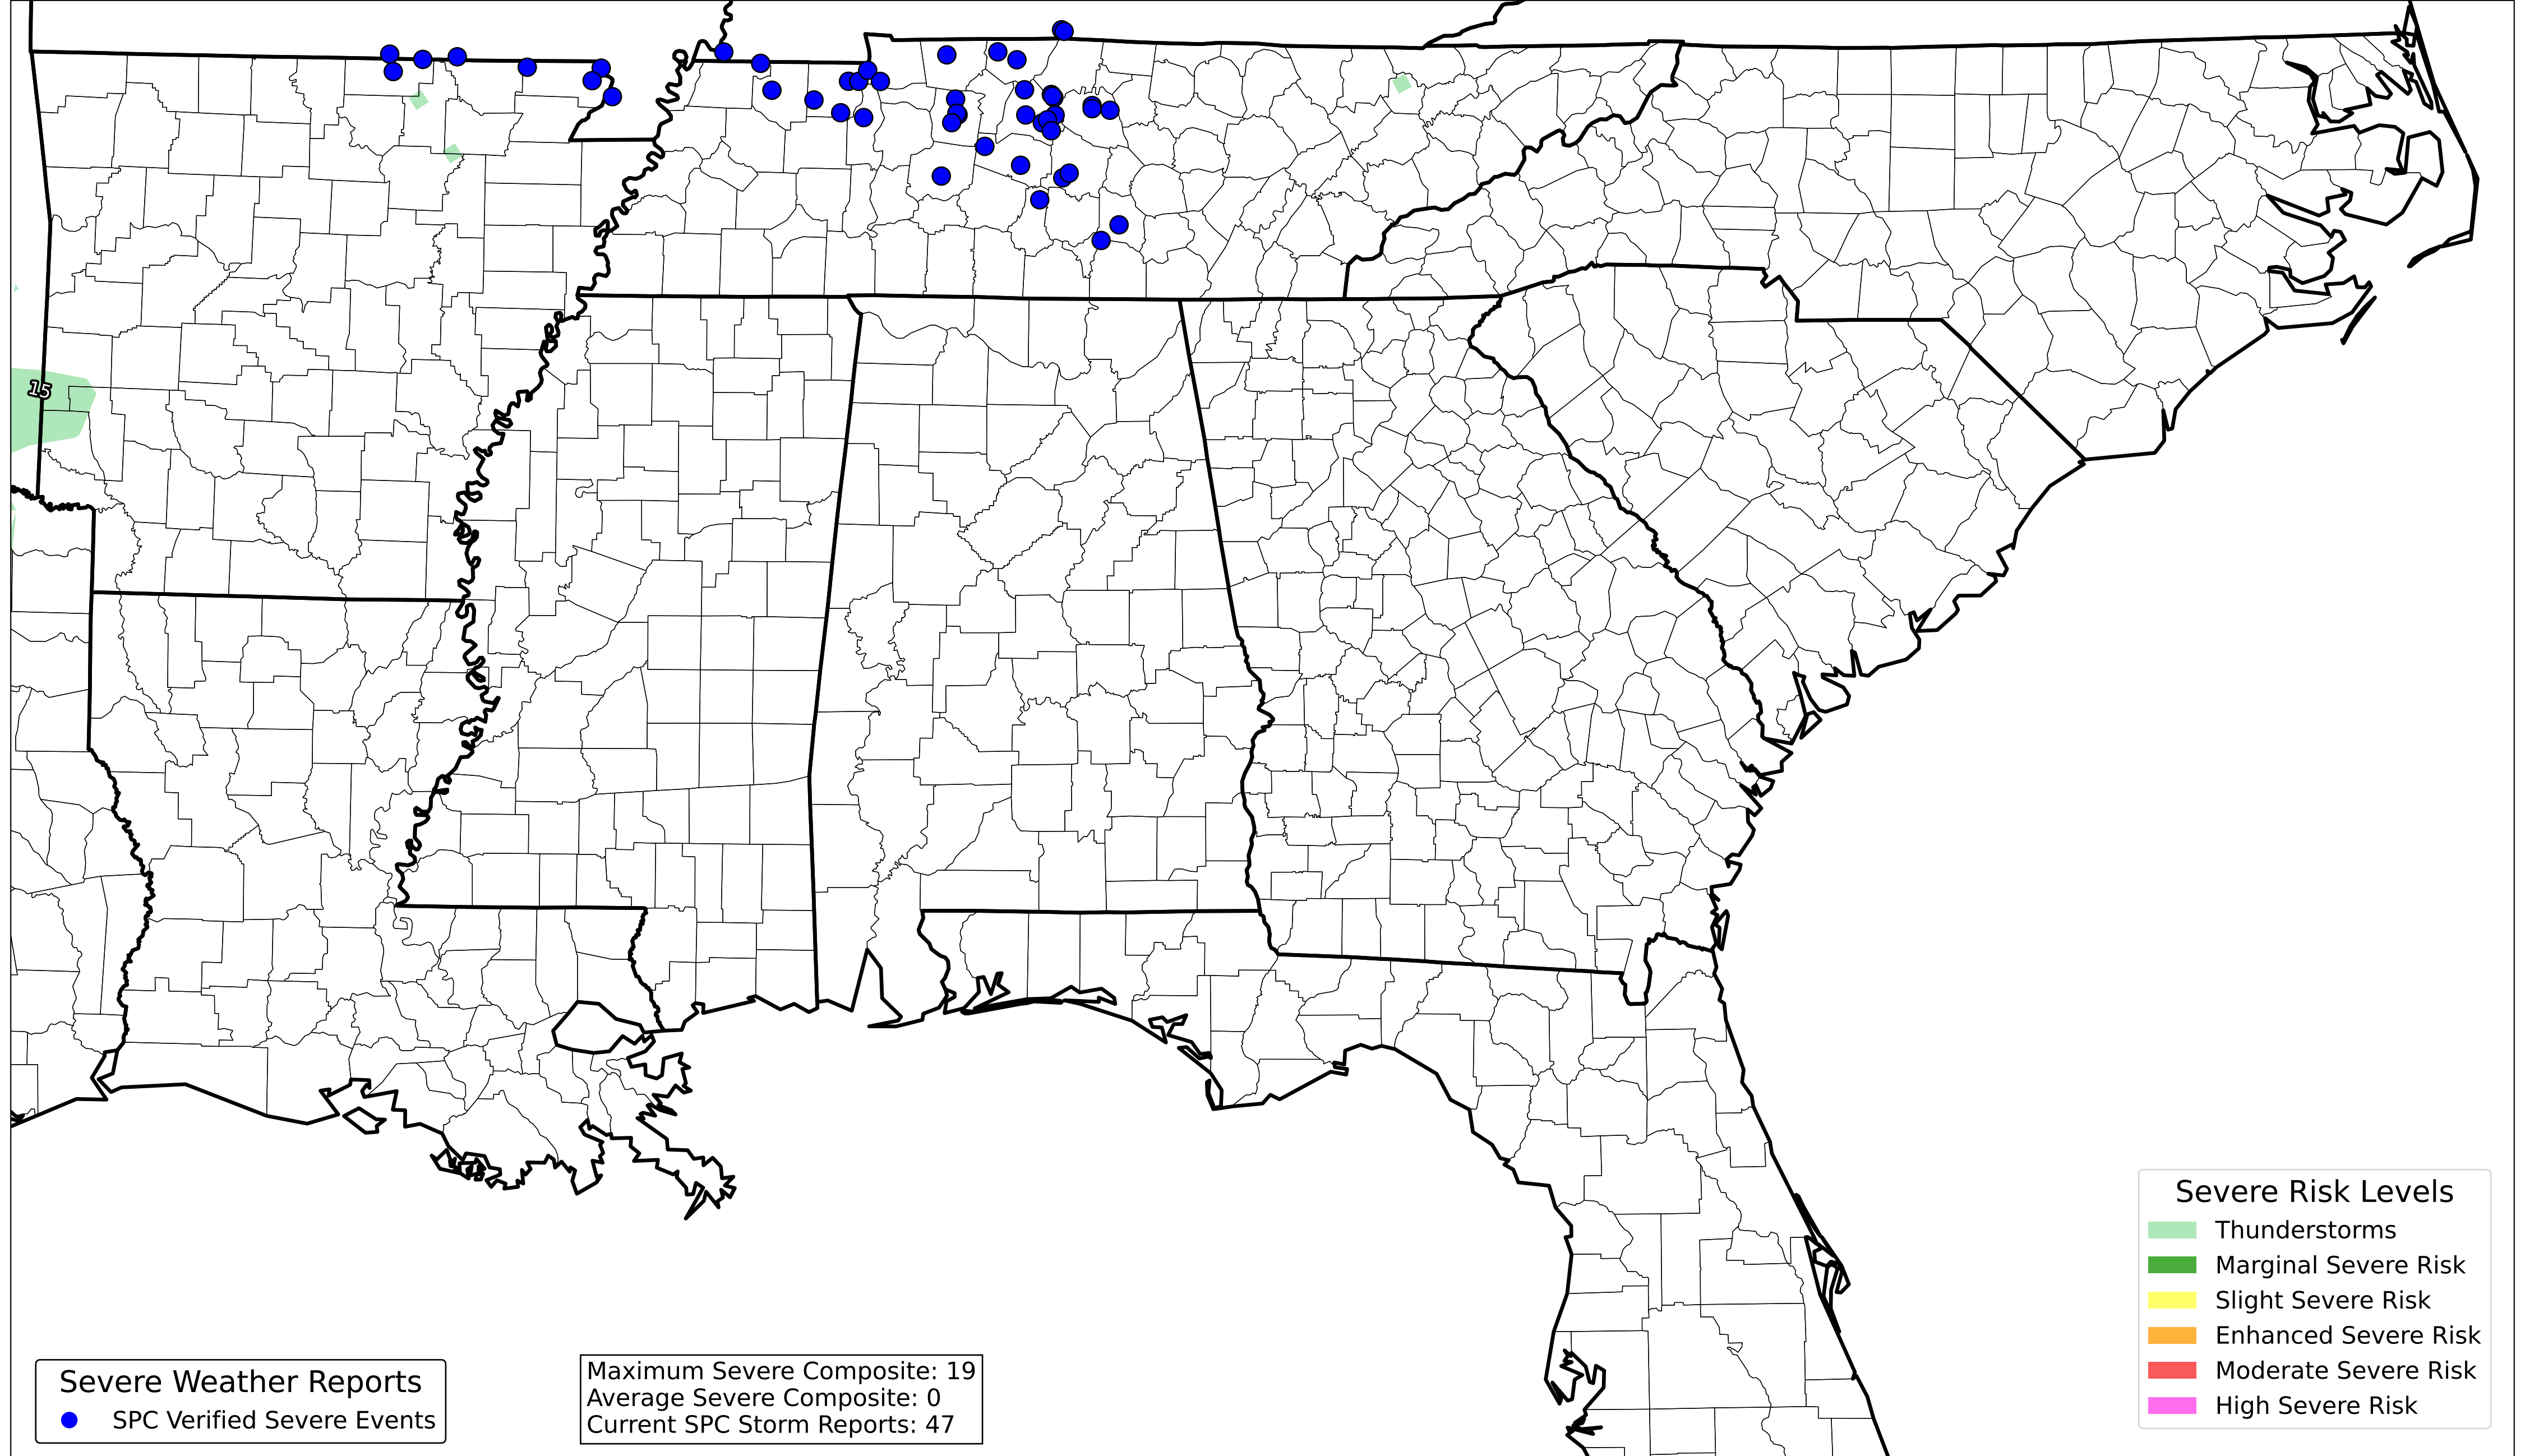 15
Severe Weather Reports
SPC Verified Severe Events
Maximum Severe Composite: 19
Average Severe Composite: 0
Current SPC Storm Reports: 47
Severe Risk Levels
Thunderstorms
Marginal Severe Risk
Slight Severe Risk
Enhanced Severe Risk
Moderate Severe Risk
High Severe Risk